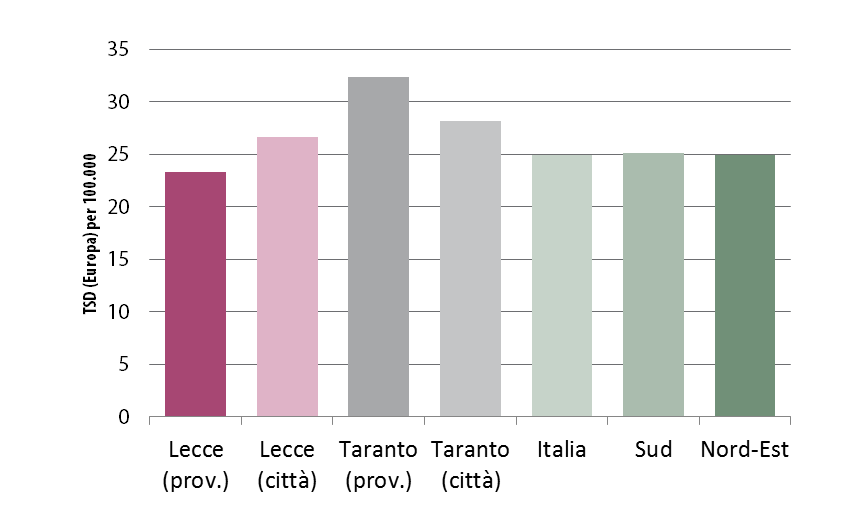 35
30
25
20
15
10
5
0
TSD (Europa) per 100.000
Lecce
(prov.)
Lecce
(città)
Taranto
(prov.)
Taranto
(città)
Italia
Sud
Nord-Est